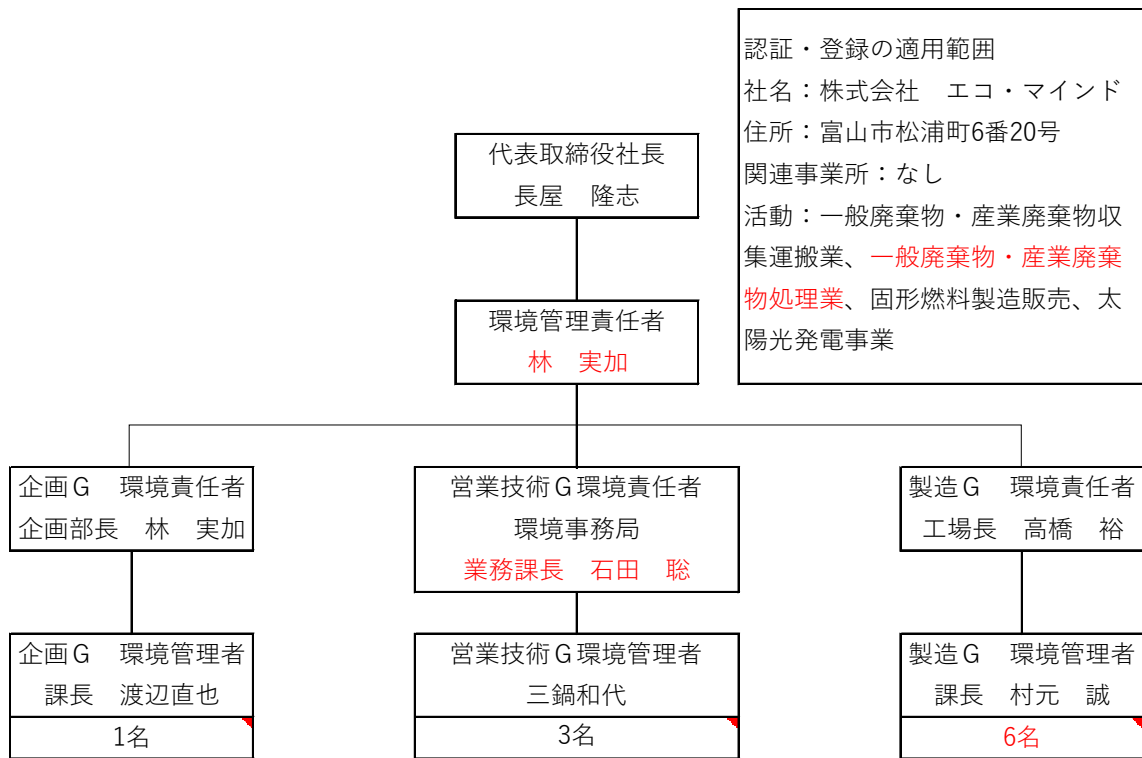 認証・登録の適用範囲
社名：株式会社　エコ・マインド
住所：富山市松浦町6番20号
関連事業所：なし
活動：一般廃棄物・産業廃棄物収
集運搬業、一般廃棄物・産業廃棄
物処理業、固形燃料製造販売、太
陽光発電事業
代表取締役社長
長屋　隆志
環境管理責任者
林　実加
企画Ｇ　環境責任者
企画部長　林　実加
営業技術Ｇ環境責任者
環境事務局
業務課長　石田　聡
製造Ｇ　環境責任者
工場長　高橋　裕
企画Ｇ　環境管理者
課長　渡辺直也
1名
営業技術Ｇ環境管理者
三鍋和代
3名
製造Ｇ　環境管理者
課長　村元　誠
6名